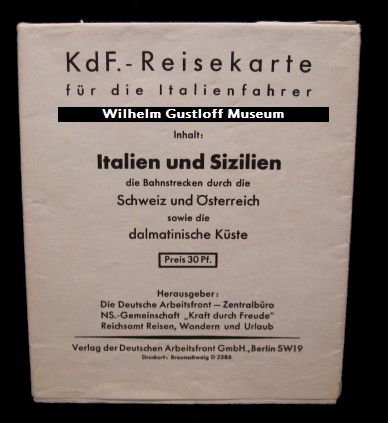 KdF.-Reisekarte
für die Italienfahrer
Wilhelm Gustloff Museum
Inhalt:
Italien und Sizilien
die Bahnstrecken durch die
Schweiz und Österreich
sowie die
dalmatinische Küste
Preis 30 Pf.
Herausgeber:
Die Deutsche Arbeitsfront – Zentralbüro
NS.-Gemeinschaft „Kraft durch Freude"
Reichsamt Reisen, Wandern und Urlaub
Verlag der Deutschen Arbeitsfront GmbH., Berlin SW19
Druckort: Braunschweig D 2586